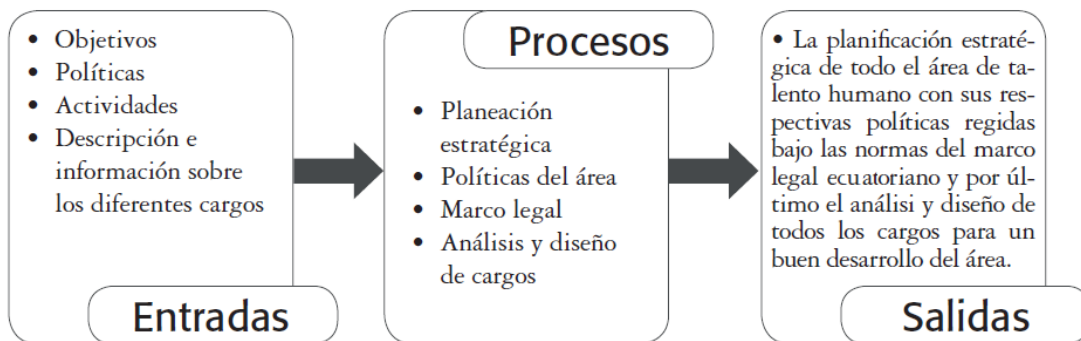 • Objetivos
• Políticas
• Actividades
• Descripción e
información sobre
los diferentes cargos
Entradas
Procesos
• Planeación
estratégica
• Políticas del área
• Marco legal
• Análisis y diseño
de cargos
• La planificación estraté-
gica de todo el área de ta-
lento humano con sus res-
pectivas políticas regidas
bajo las normas del marco
legal ecuatoriano y por úl-
timo el análisi y diseño de
todos los cargos para un
buen desarrollo del área.
Salidas